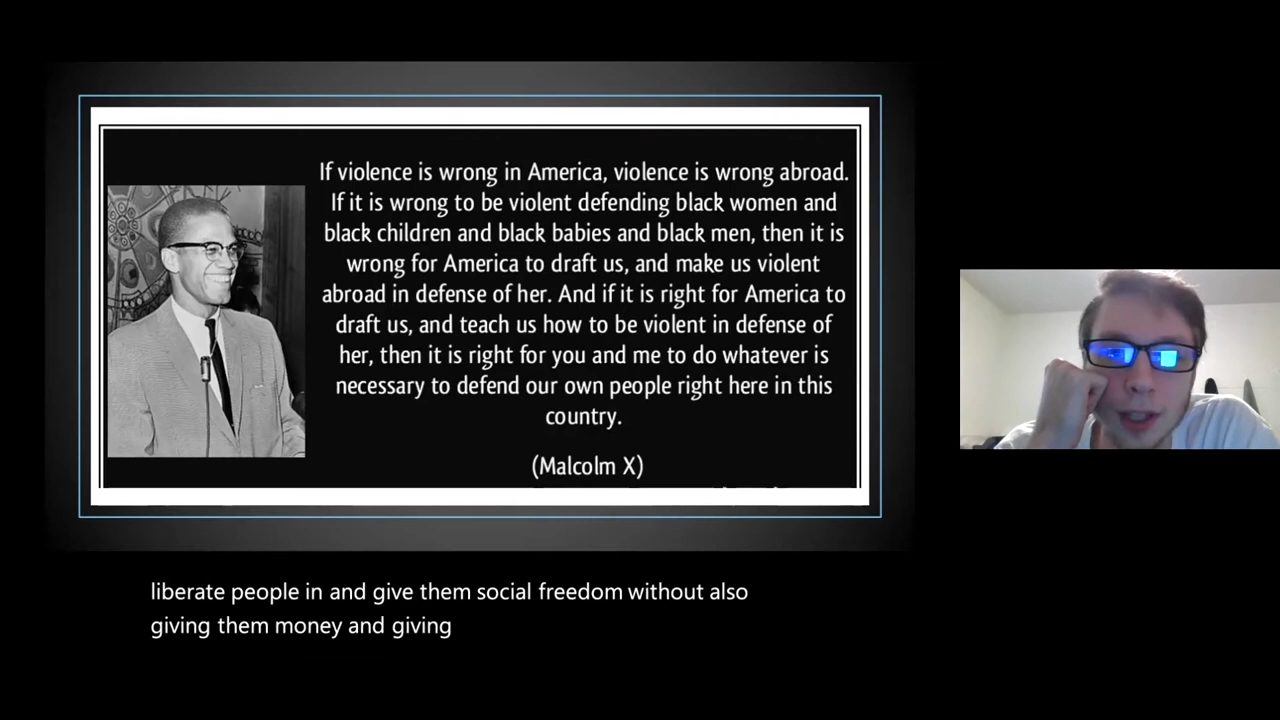 If violence is wrong in America, violence is wrong abroad.
If it is wrong to be violent defending black women and
black children and black babies and black men, then it is
wrong for America to draft us, and make us violent
abroad in defense of her. And if it is right for America to
draft us, and teach us how to be violent in defense of
her, then it is right for you and me to do whatever is
necessary to defend our own people right here in this
country.
(Malcolm X)
liberate people in and give them social freedom without also
giving them money and giving